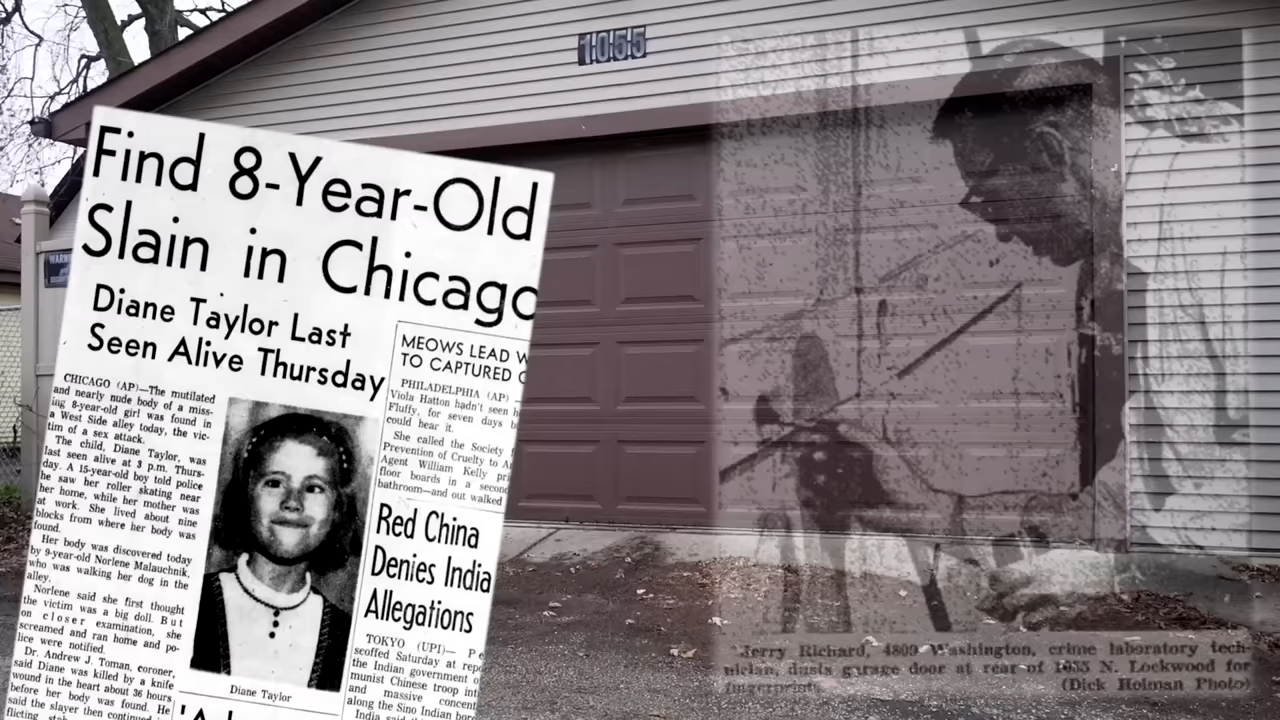 1055
Find 8-Year-Old
Slain in Chicago
Diane Taylor Last
Seen Alive Thursday
CHICAGO (AP)—The mutilated
and nearly nude body of a miss-
ing 8-year-old girl was found in
a West Side alley today, the vic-
tim of a sex attack.
The child, Diane Taylor, was
last seen alive at 3 p.m. Thurs-
day. A 15-year-old boy told police
he saw her roller skating near
her home, while her mother was
at work. She lived about nine
blocks from where her body was
found.
Her body was discovered today
by 9-year-old Norlene Malauchnik,
who was walking her dog in the
alley.
Norlene said she first thought
the victim was a big doll. But
on closer examination, she
screamed and ran home and po-
lice were notified.
Dr. Andrew J. Toman, coroner,
said Diane was killed by a knife
wound in the heart about 36 hours
before her body was found. He
said the slayer then continued
Diane Taylor
MEOWS LEAD
TO CAPTURED
PHILADELPHIA (AP)
Viola Hatton hadn't seen
Fluffy, for seven days
could hear it.
She called the Society
Prevention of Cruelty to
Agent William Kelly
floor boards in a
bathroom—and out walked
Red China
Denies India
Allegations
TOKYO (UPI)—
scoffed Saturday at
the Indian government
munist Chinese troop
and massive
along the Sino Indian
India said
WARN
"Jerry Richard, 4809 Washington, crime laboratory tech-
nician, dusts garage door at rear of 1055 N. Lockwood for
fingerprints. (Dick Holman Photo)